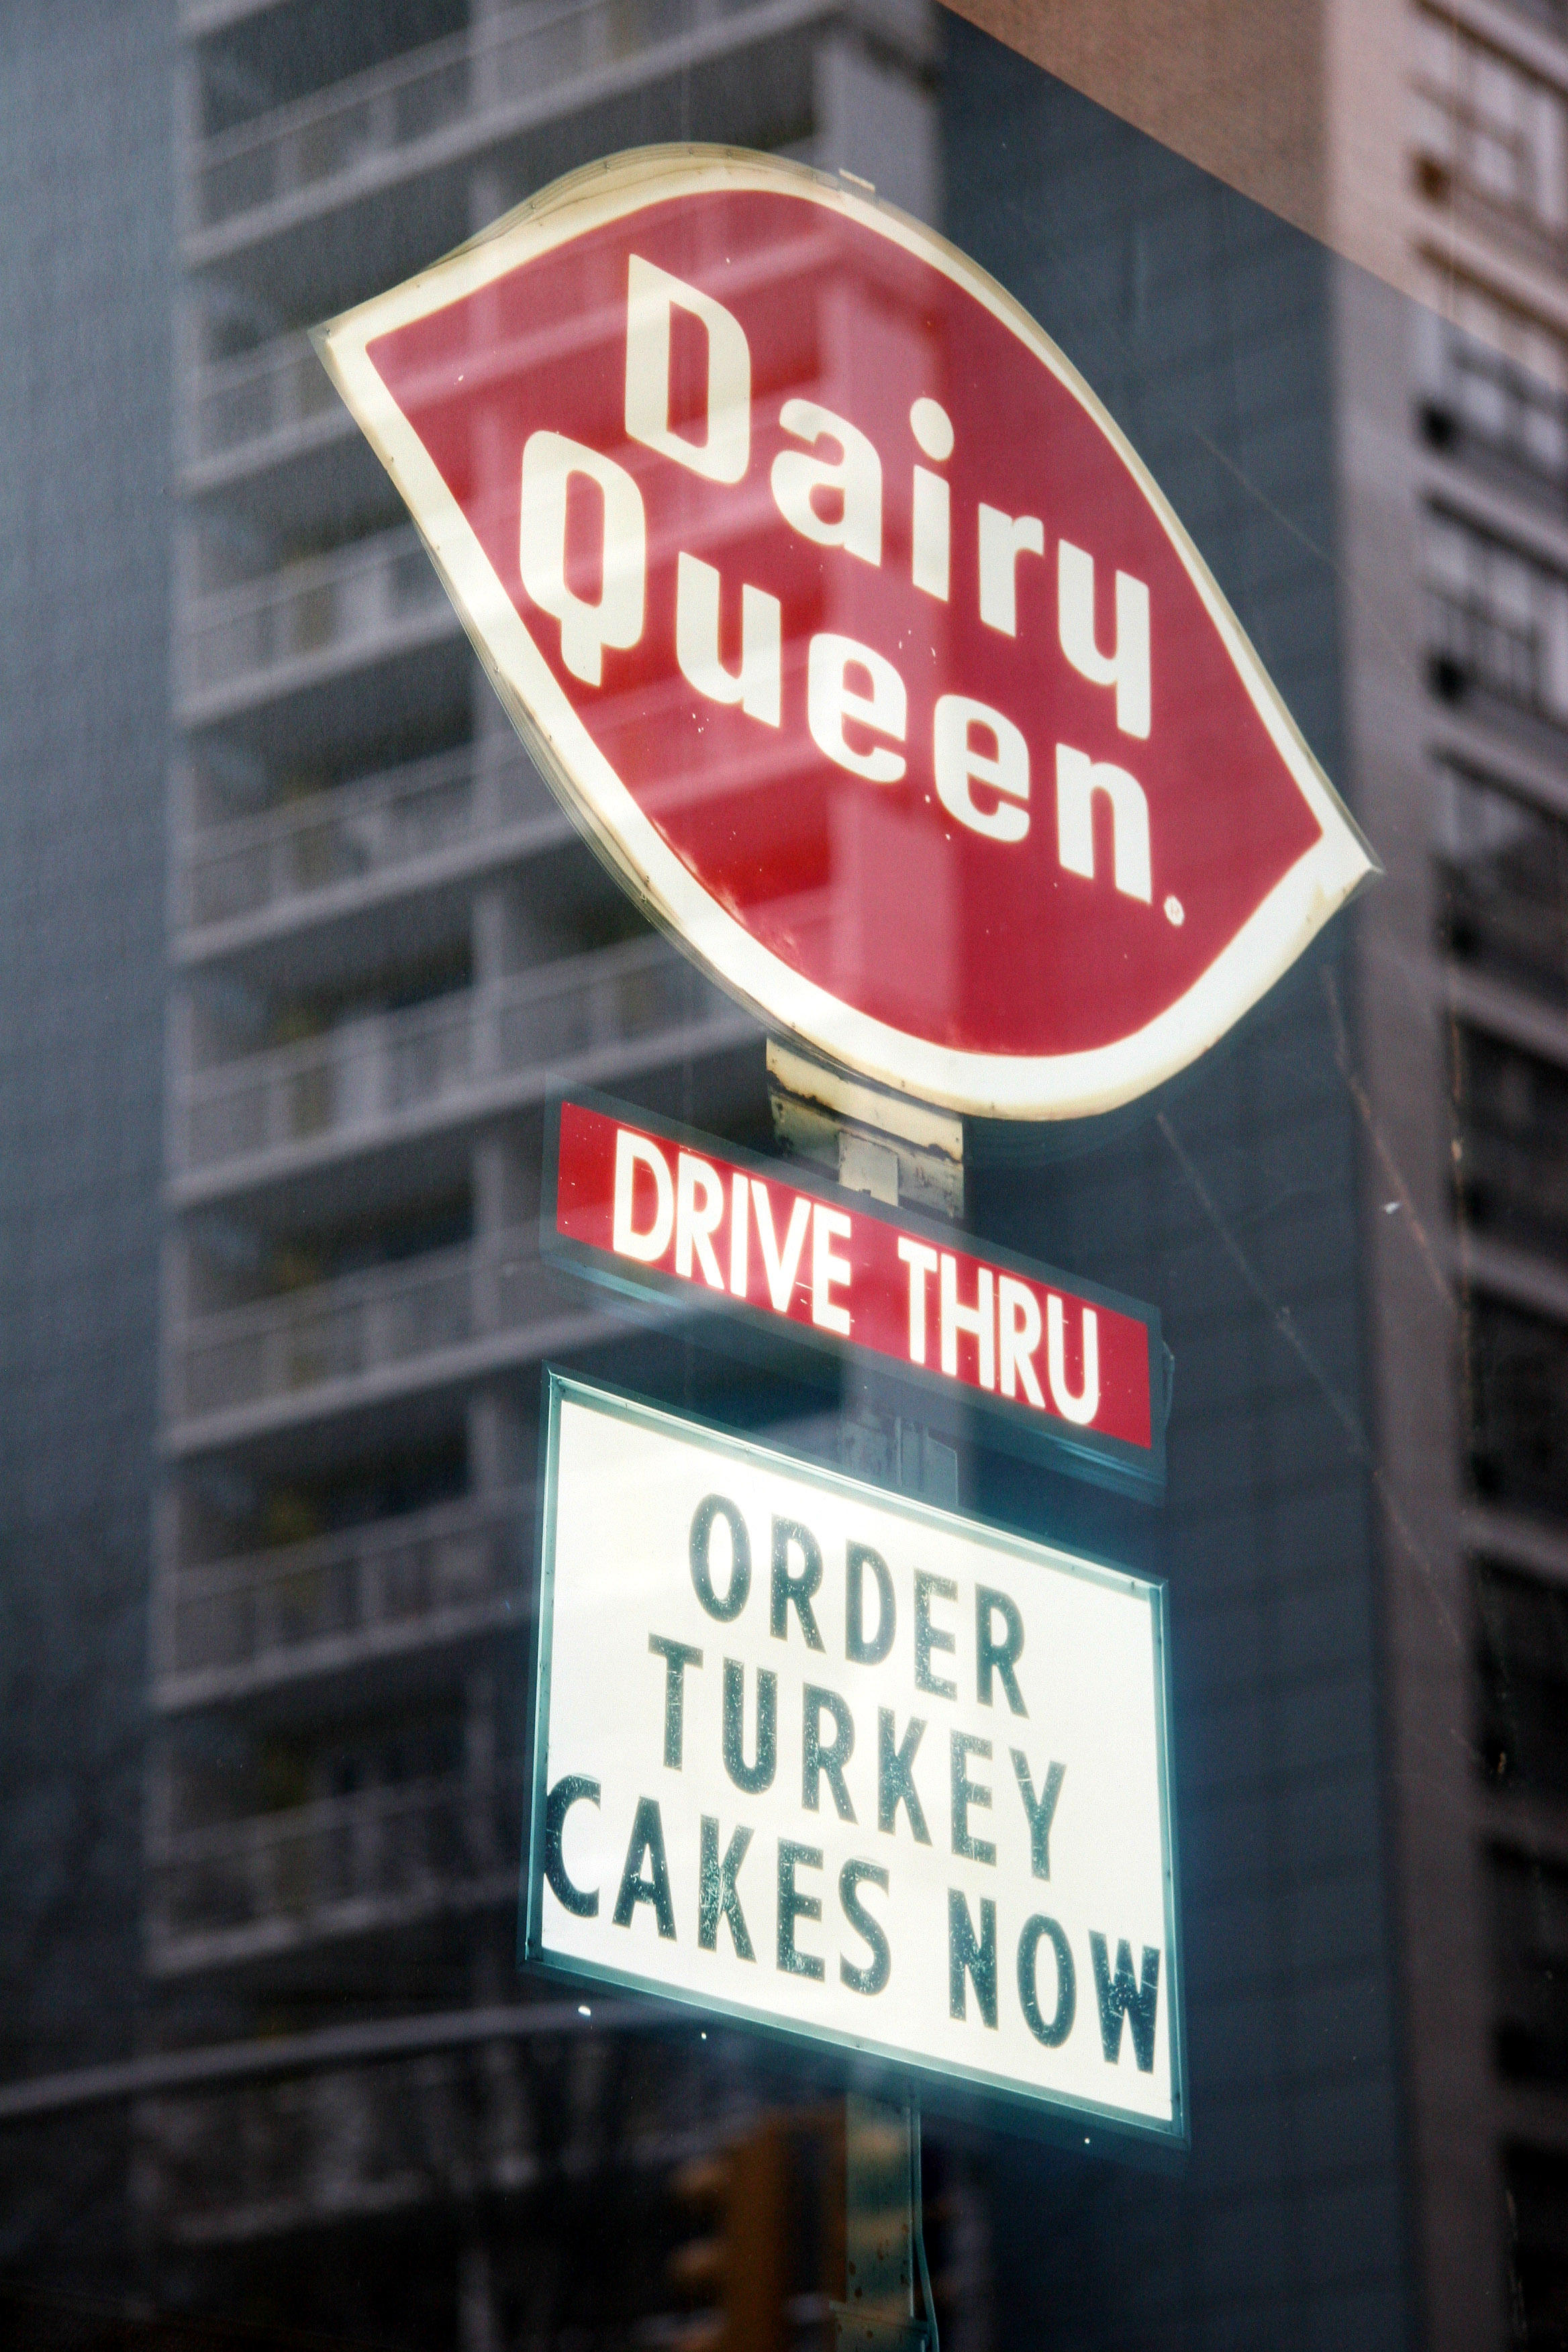 Dairy
Queen®
DRIVE THRU
ORDER
TURKEY
CAKES NOW